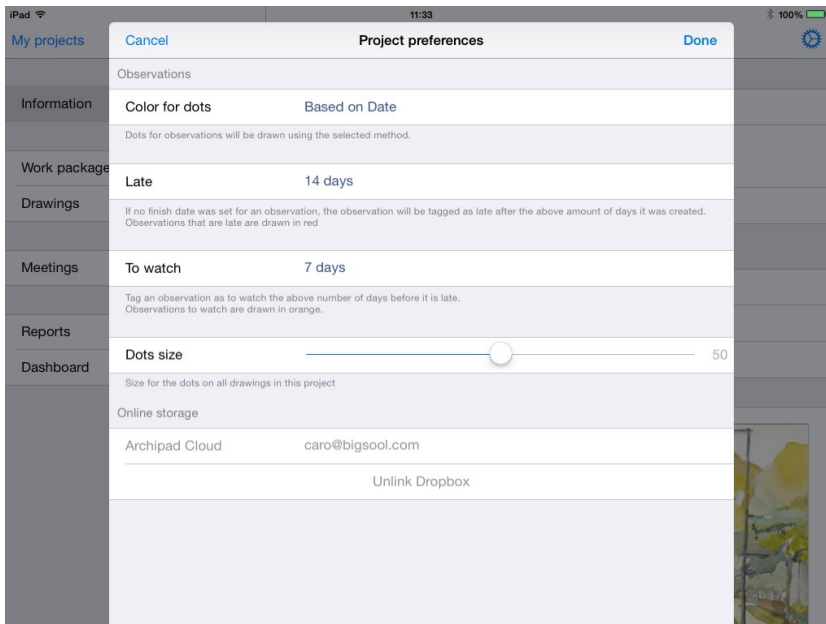 iPad 11:33 100%
My projects Cancel Project preferences Done
Observations
Information Color for dots Based on Date
Dots for observations will be drawn using the selected method.
Work package Late 14 days
Drawings
If no finish date was set for an observation, the observation will be tagged as late after the above amount of days it was created.
Observations that are late are drawn in red
Meetings To watch 7 days
Tag an observation as to watch the above number of days before it is late.
Observations to watch are drawn in orange.
Reports
Dots size 50
Dashboard
Size for the dots on all drawings in this project
Online storage
Archipad Cloud caro@bigsool.com
Unlink Dropbox